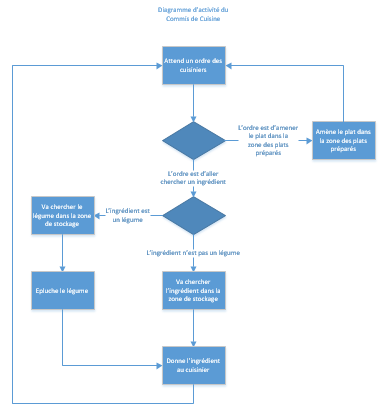 Diagramme d'activité du
Commis de Cuisine
Attend un ordre des
cuisiniers
L'ordre est d'amener
le plat dans la
zone des plats
préparés
Amène le plat dans
la zone des plats
préparés
L'ordre est d'aller
chercher un ingrédient
Va chercher le
légume dans la zone
de stockage
L'ingrédient est
un légume
L'ingrédient n'est pas un légume
Epluche le légume
Va chercher
l'ingrédient dans la
zone de stockage
Donne l'ingrédient
au cuisinier